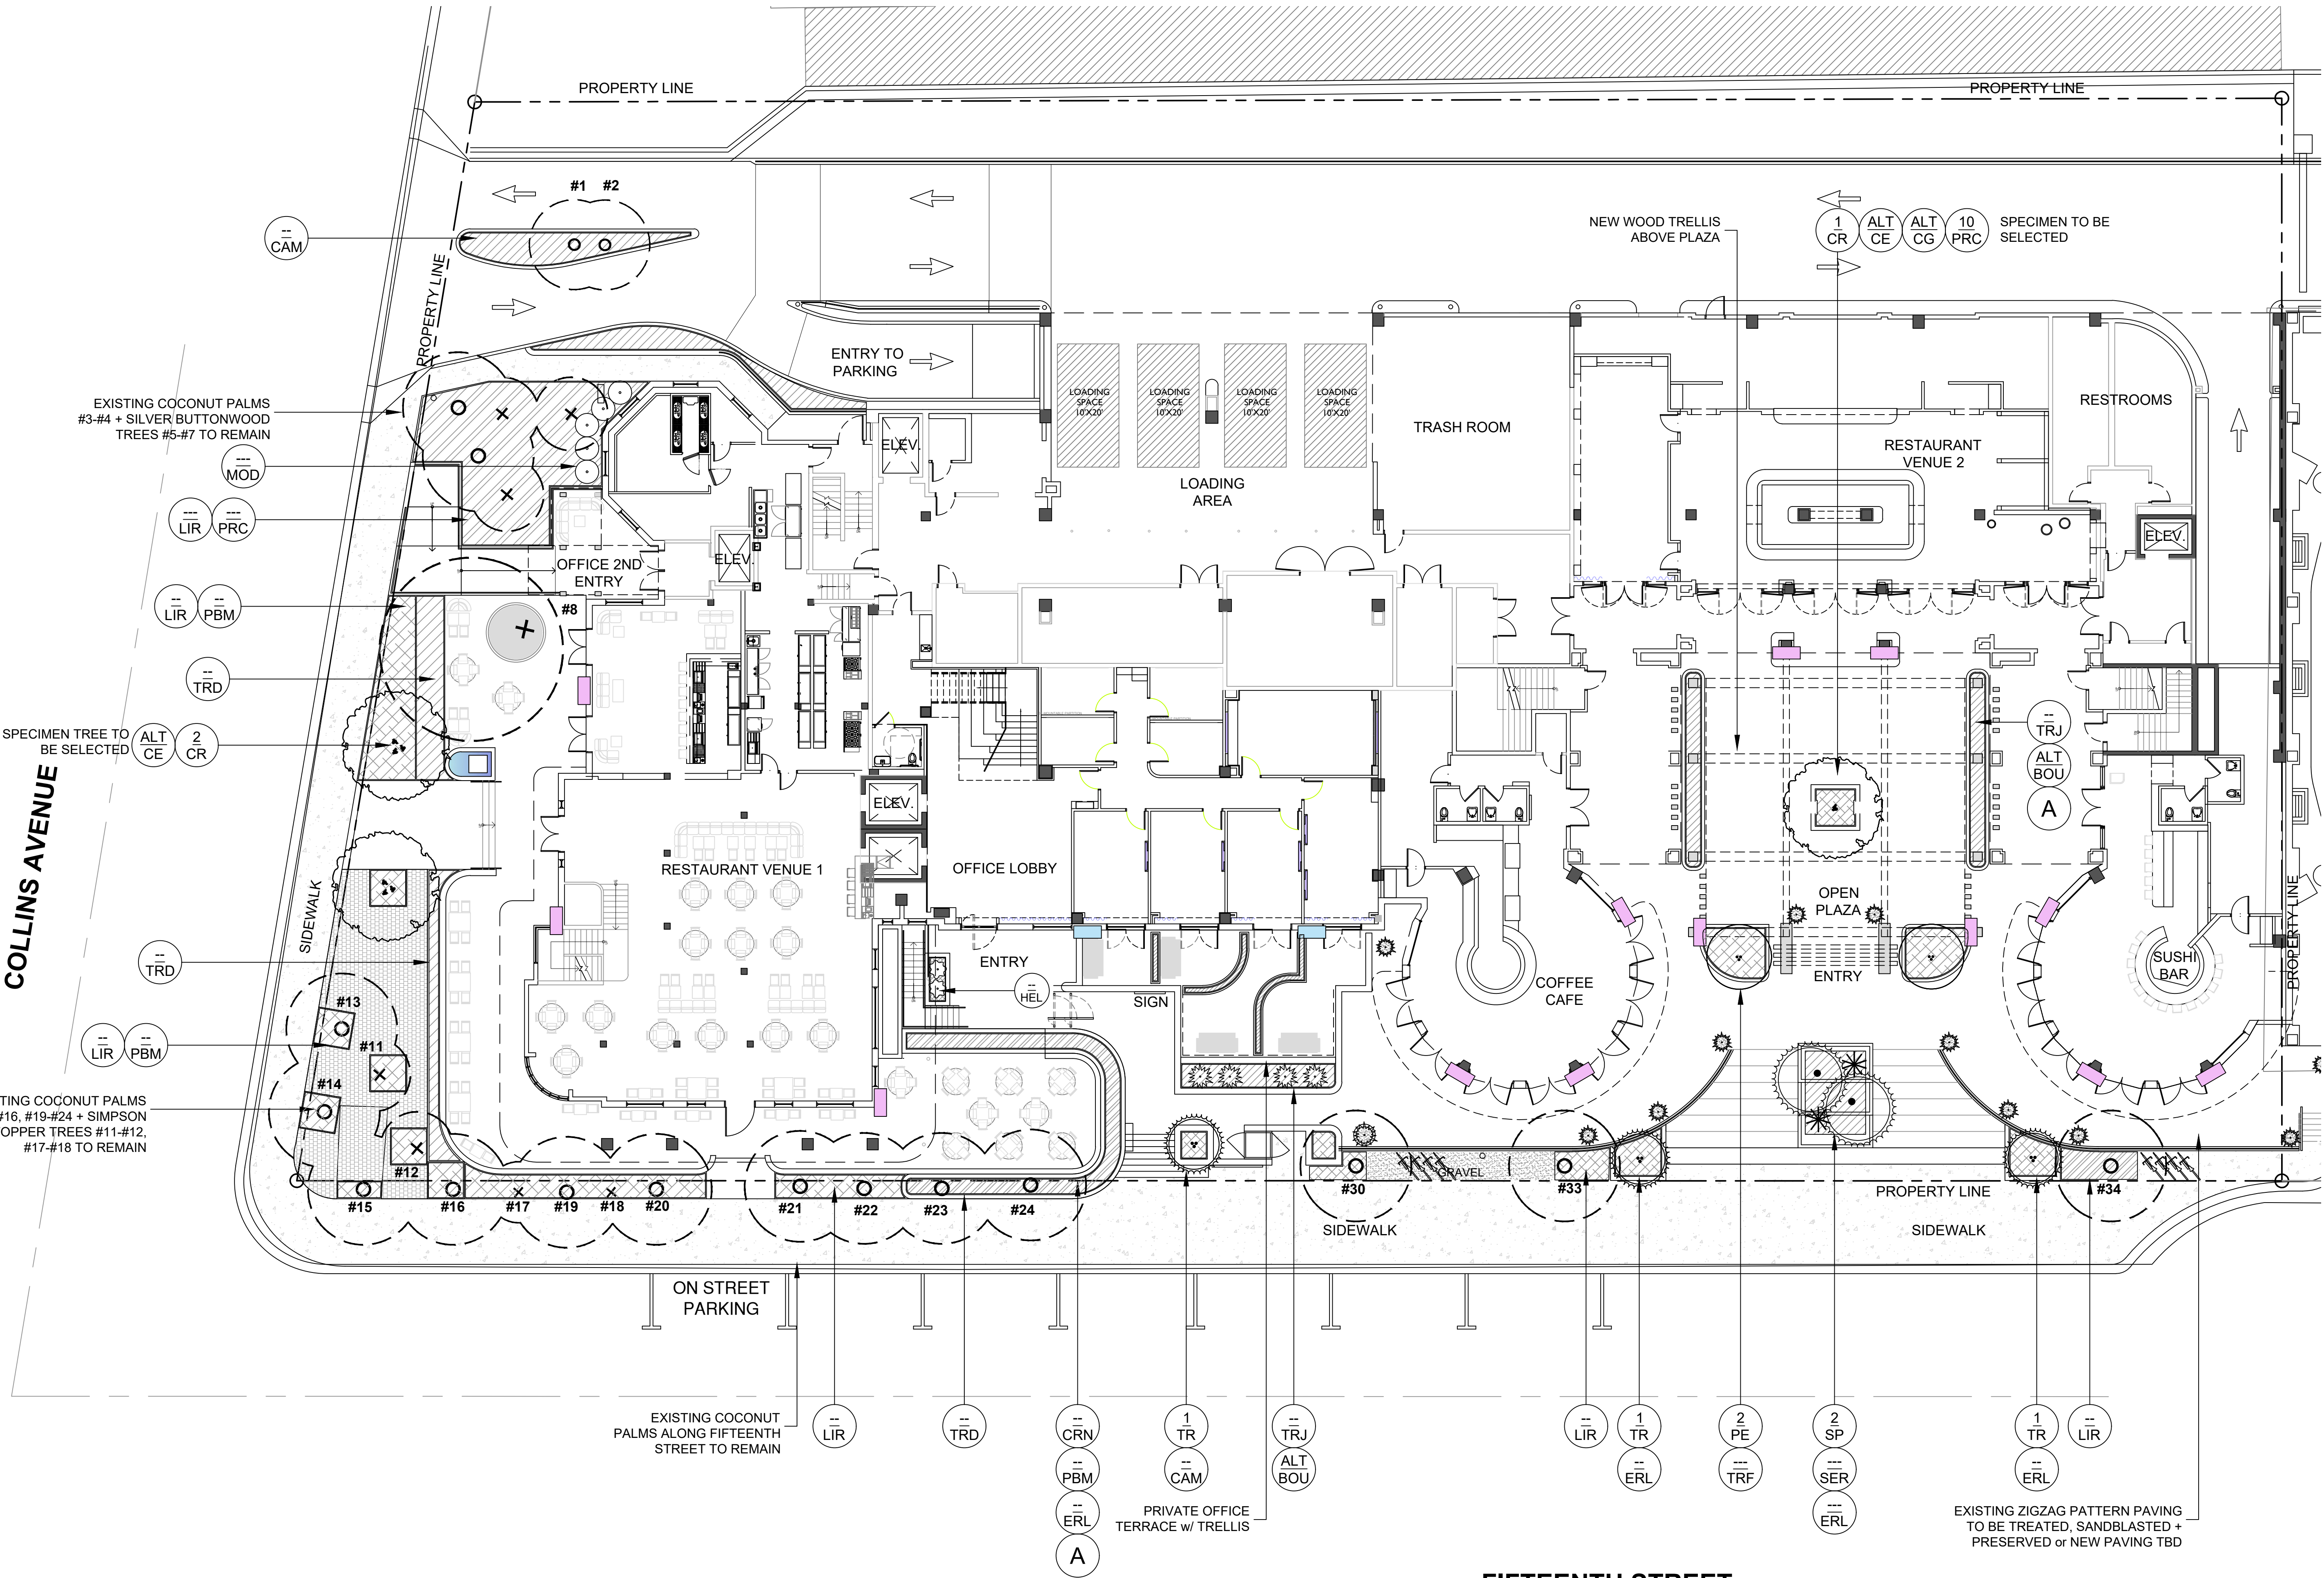 PROPERTY LINE
PROPERTY LINE
#1 #2
--
CAM
NEW WOOD TRELLIS
ABOVE PLAZA
1
CR
ALT
CE
ALT
CG
10
PRC
SPECIMEN TO BE
SELECTED
PROPERTY LINE
ENTRY TO
PARKING
LOADING
SPACE
10'X20'
LOADING
SPACE
10'X20'
LOADING
SPACE
10'X20'
LOADING
SPACE
10'X20'
EXISTING COCONUT PALMS
#3-#4 + SILVER BUTTONWOOD
TREES #5-#7 TO REMAIN
RESTROOMS
TRASH ROOM
ELEV.
RESTAURANT
VENUE 2
---
MOD
LOADING
AREA
---
LIR
---
PRC
ELEV.
ELEV.
OFFICE 2ND
ENTRY
--
LIR
--
PBM
#8
--
TRD
SPECIMEN TREE TO
BE SELECTED
ALT
CE
2
CR
--
TRJ
ALT
BOU
A
COLLINS AVENUE
ELEV.
RESTAURANT VENUE 1
OFFICE LOBBY
OPEN
PLAZA
PROPERTY LINE
SIDEWALK
--
TRD
ENTRY
--
HEL
SIGN
COFFEE
CAFE
ENTRY
SUSHI
BAR
#13
--
LIR
--
PBM
#11
#14
TING COCONUT PALMS
#16, #19-#24 + SIMPSON
OPPER TREES #11-#12,
#17-#18 TO REMAIN
#12
GRAVEL
#15
#16
#17
#19
#18
#20
#21
#22
#23
#24
#30
#33
PROPERTY LINE
#34
SIDEWALK
SIDEWALK
ON STREET
PARKING
EXISTING COCONUT
PALMS ALONG FIFTEENTH
STREET TO REMAIN
--
LIR
--
TRD
--
CRN
--
PBM
--
ERL
A
1
TR
--
CAM
--
TRJ
ALT
BOU
PRIVATE OFFICE
TERRACE w/ TRELLIS
--
LIR
1
TR
--
ERL
2
PE
---
TRF
2
SP
---
SER
---
ERL
1
TR
--
ERL
--
LIR
EXISTING ZIGZAG PATTERN PAVING
TO BE TREATED, SANDBLASTED +
PRESERVED or NEW PAVING TBD
FIFTEENTH STREET